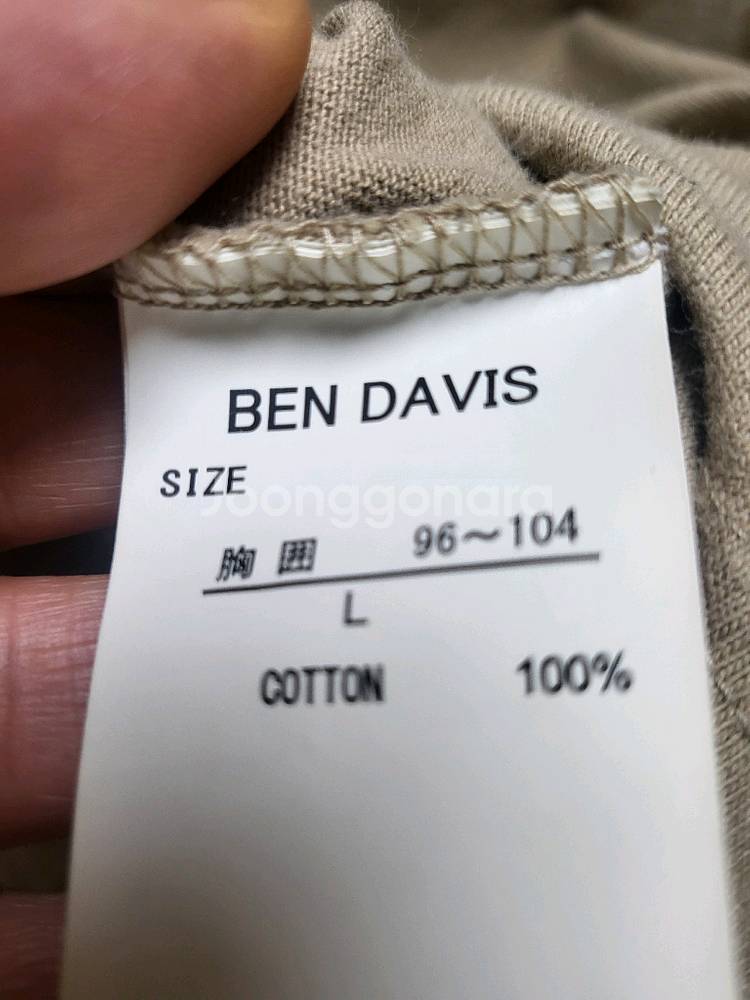 BEN DAVIS
SIZE
Joonggonara
胸囲 96～104
L
COTTON 100%